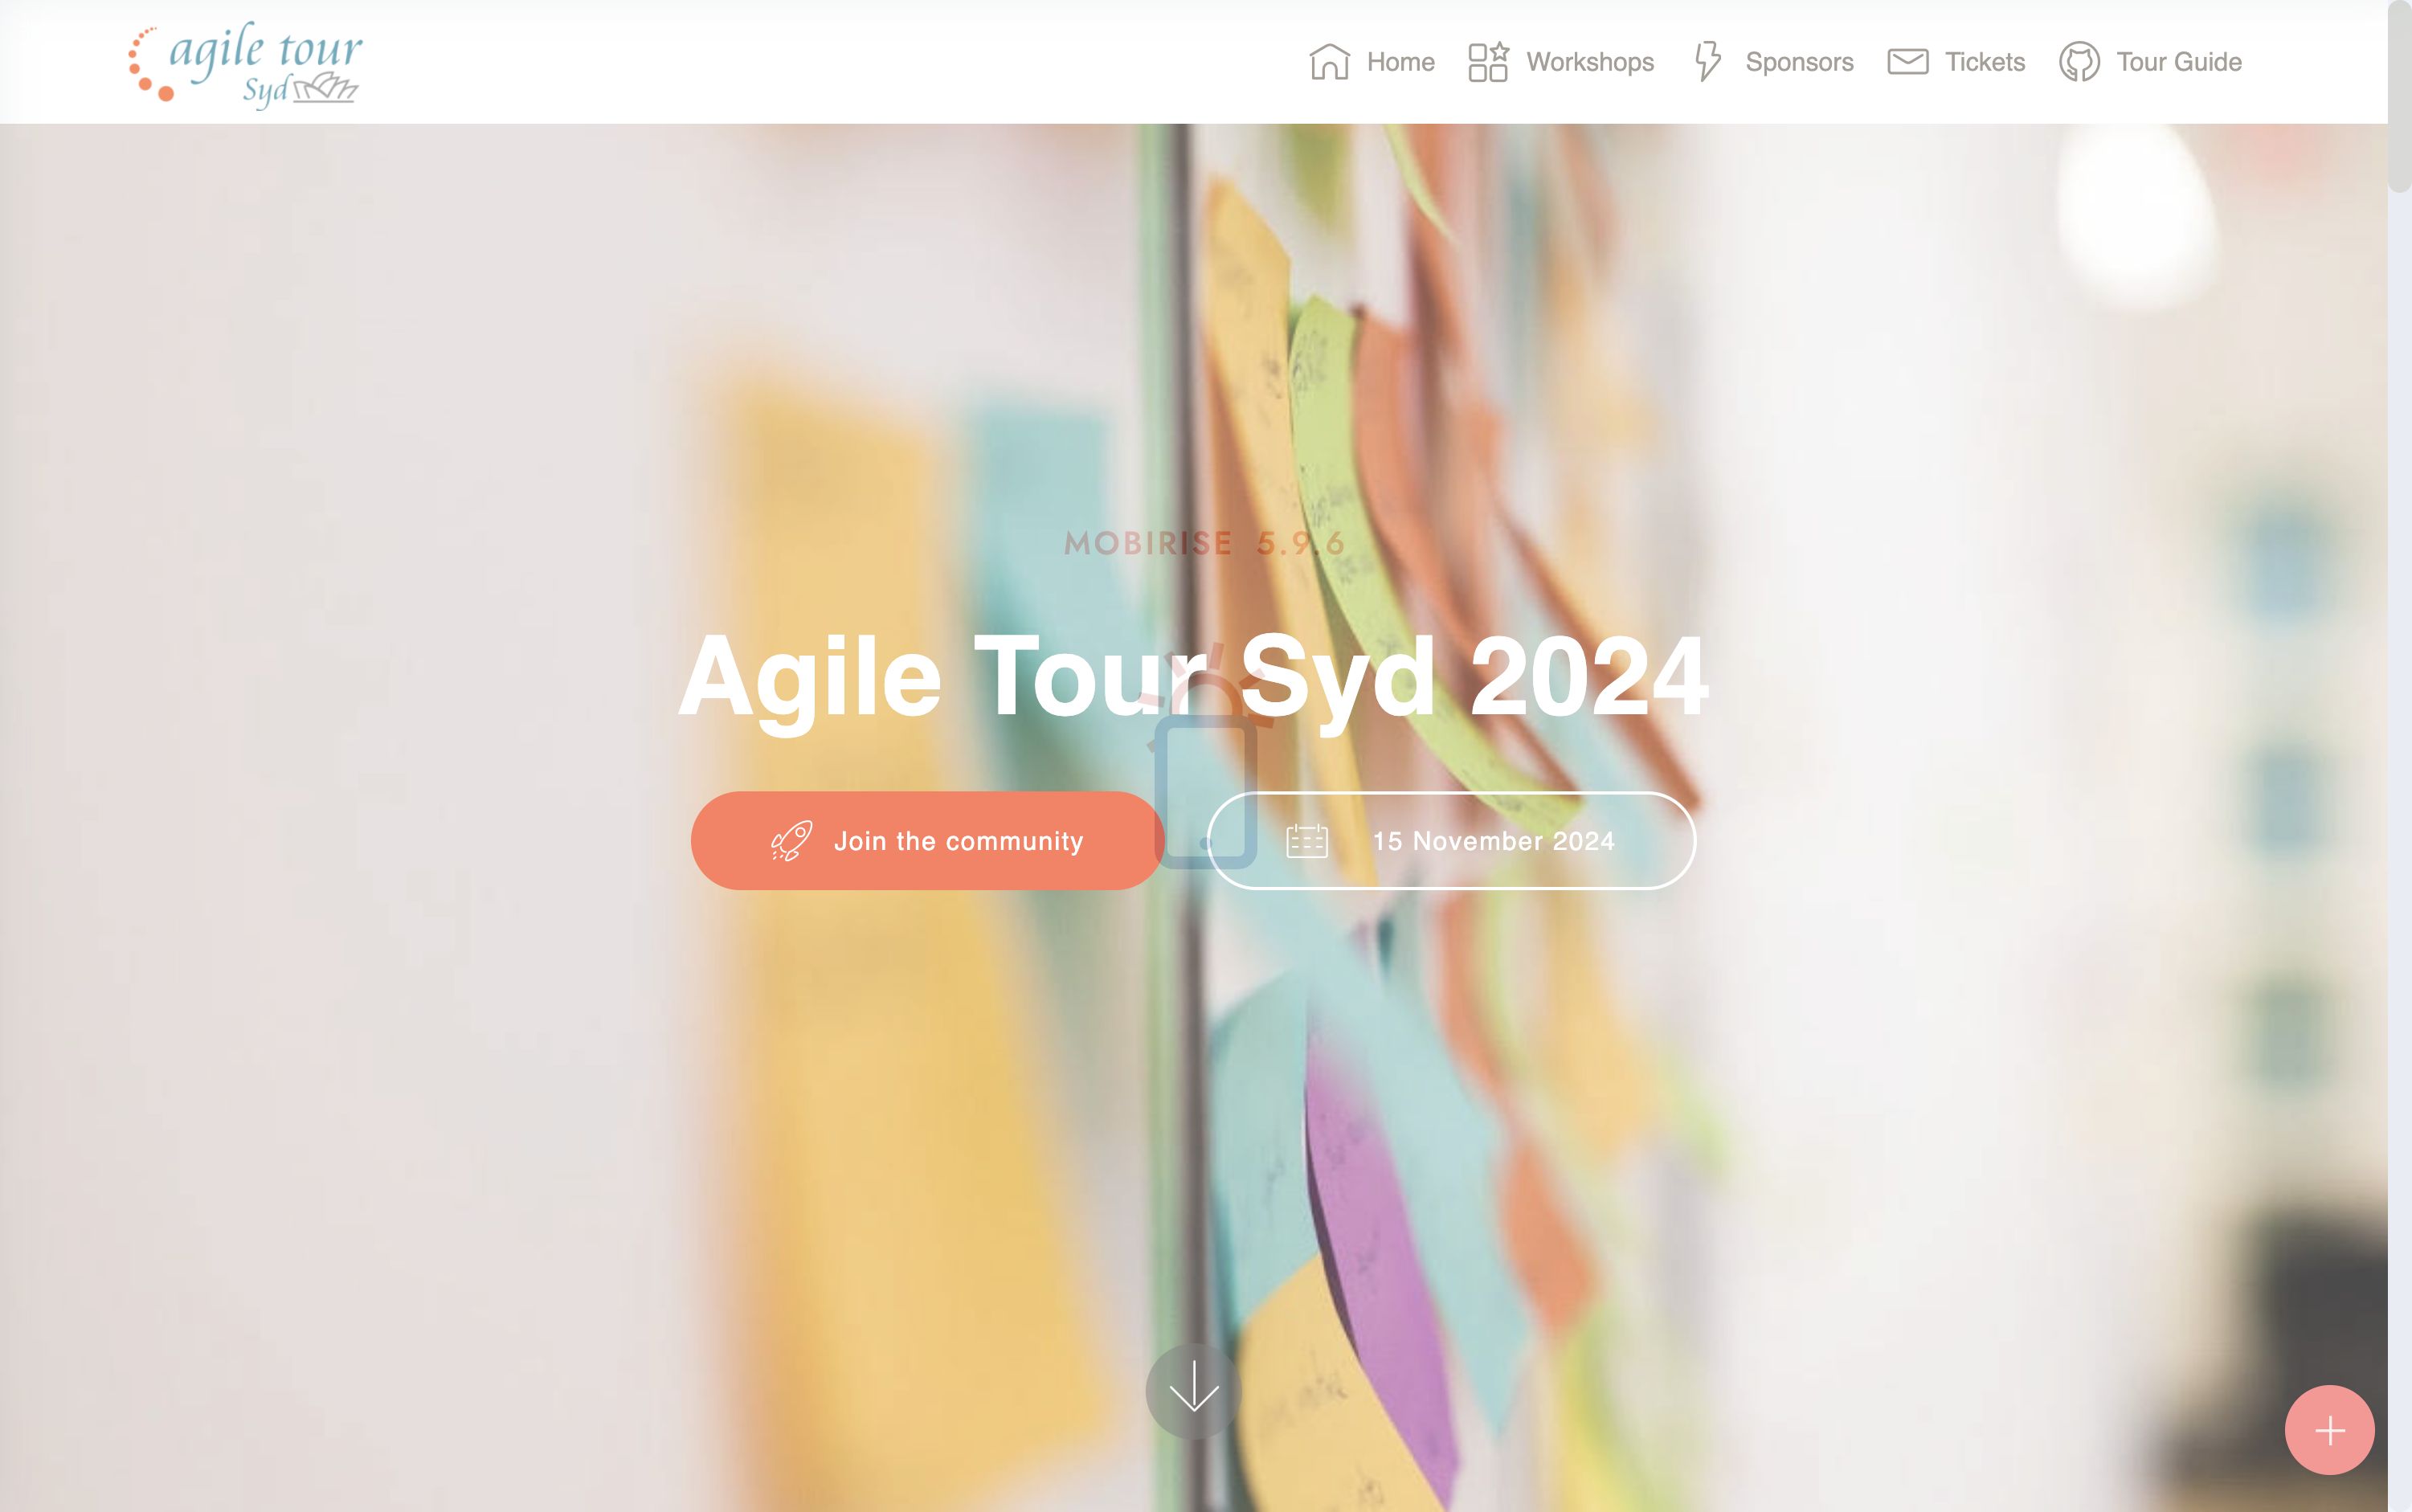 agile tour
Syd
Home
Workshops
Sponsors
Tickets
Tour Guide
MOBIRISE 5.9.6
Agile Tour Syd 2024
Join the community
15 November 2024